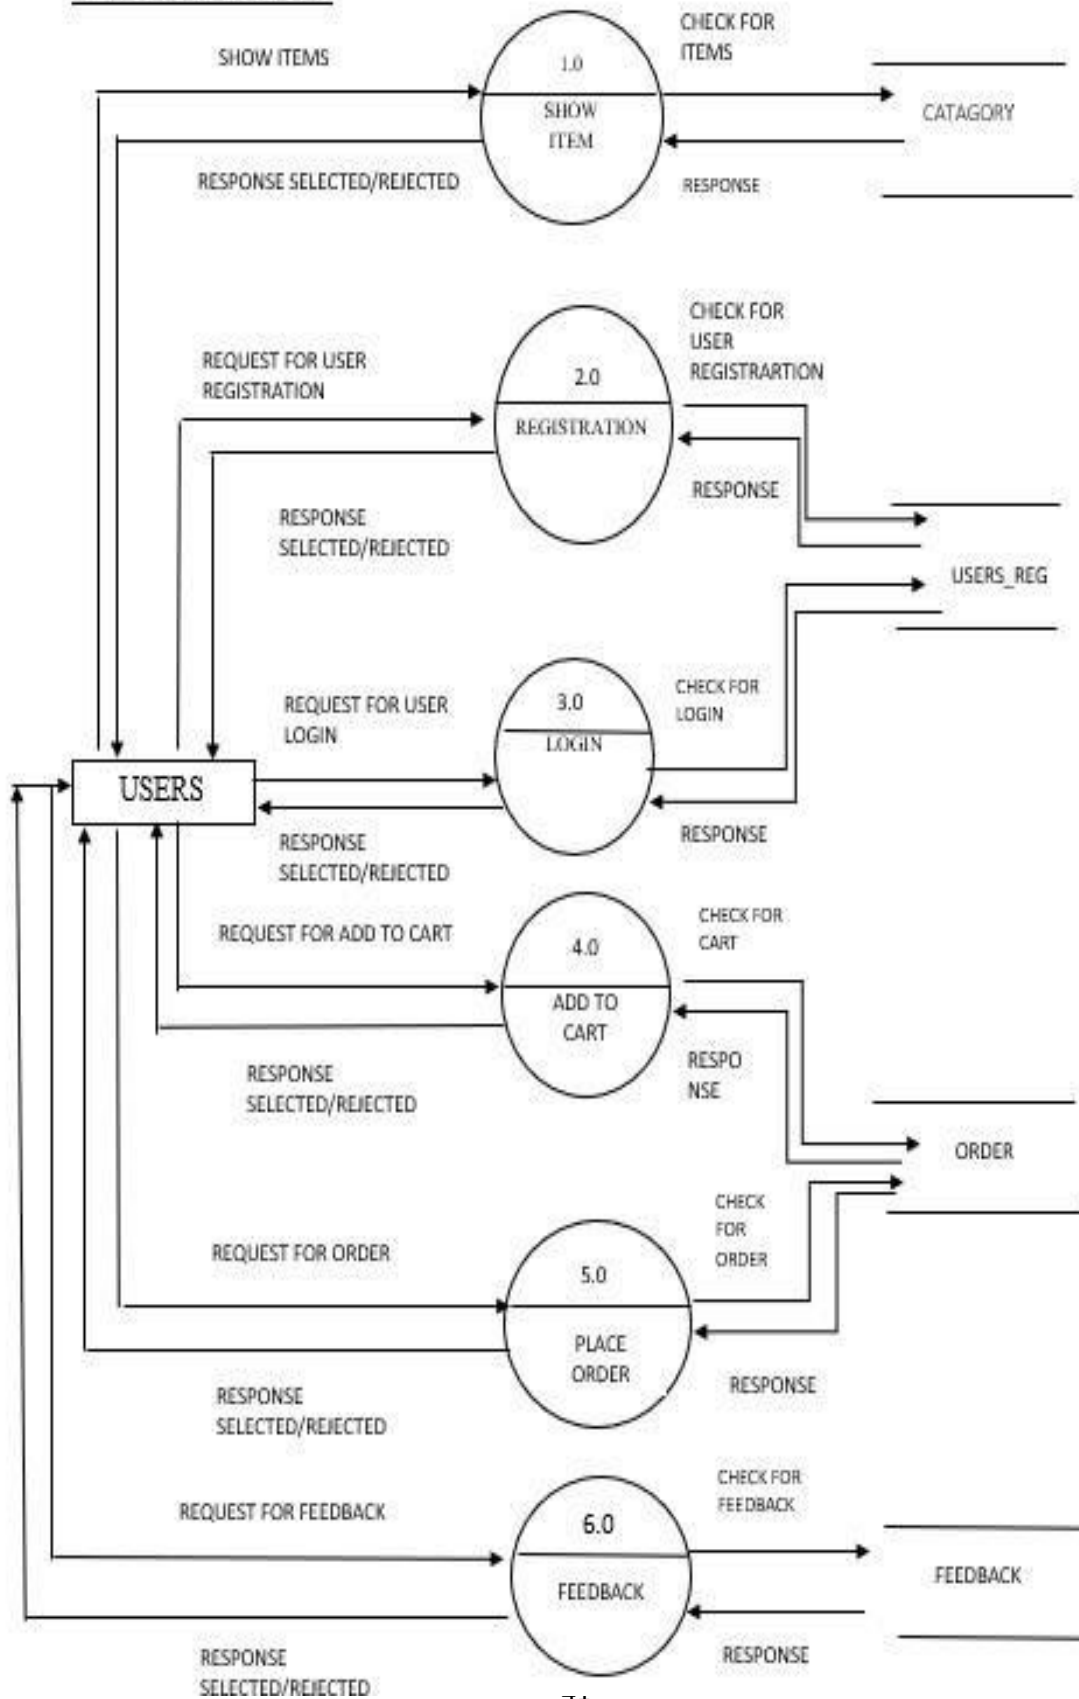 SHOW ITEMS
CHECK FOR
ITEMS
1.0
SHOW
ITEM
CATAGORY
RESPONSE SELECTED/REJECTED
RESPONSE
CHECK FOR
USER
REGISTRARTION
REQUEST FOR USER
REGISTRATION
2.0
REGISTRATION
RESPONSE
RESPONSE
SELECTED/REJECTED
USERS_REG
REQUEST FOR USER
LOGIN
3.0
LOGIN
CHECK FOR
LOGIN
USERS
RESPONSE
SELECTED/REJECTED
RESPONSE
REQUEST FOR ADD TO CART
4.0
ADD TO
CART
CHECK FOR
CART
RESPO
NSE
RESPONSE
SELECTED/REJECTED
ORDER
CHECK
FOR
ORDER
REQUEST FOR ORDER
5.0
PLACE
ORDER
RESPONSE
RESPONSE
SELECTED/REJECTED
CHECK FOR
FEEDBACK
REQUEST FOR FEEDBACK
6.0
FEEDBACK
FEEDBACK
RESPONSE
RESPONSE
SELECTED/REJECTED